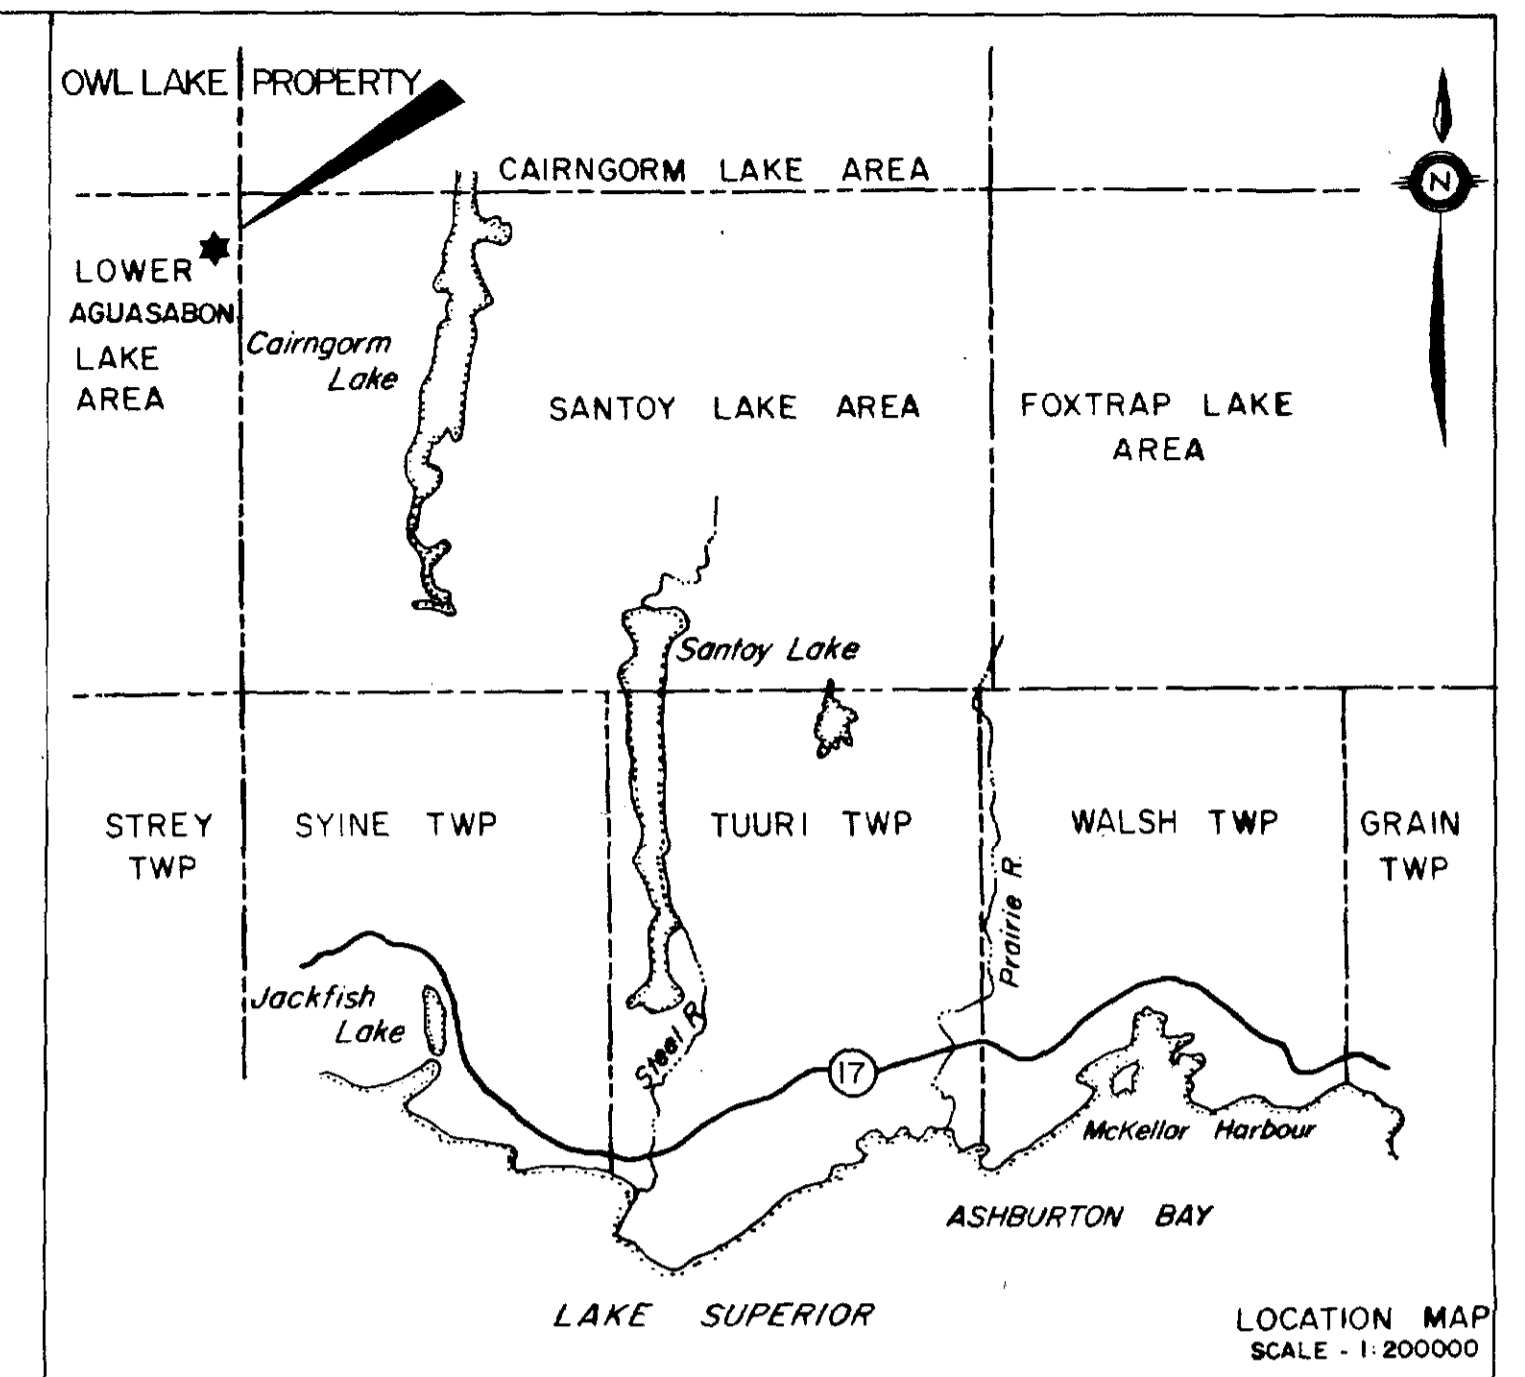 OWL LAKE PROPERTY
CAIRNGORM LAKE AREA
N
LOWER
AGUASABON
LAKE
AREA
Cairngorm
Lake
SANTOY LAKE AREA
FOXTRAP LAKE
AREA
Santoy Lake
STREY
TWP
SYINE TWP
TUURI TWP
WALSH TWP
GRAIN
TWP
Prairie R.
Jackfish
Lake
Steel R.
17
McKellar Harbour
ASHBURTON BAY
LAKE SUPERIOR
LOCATION MAP
SCALE - 1:200000